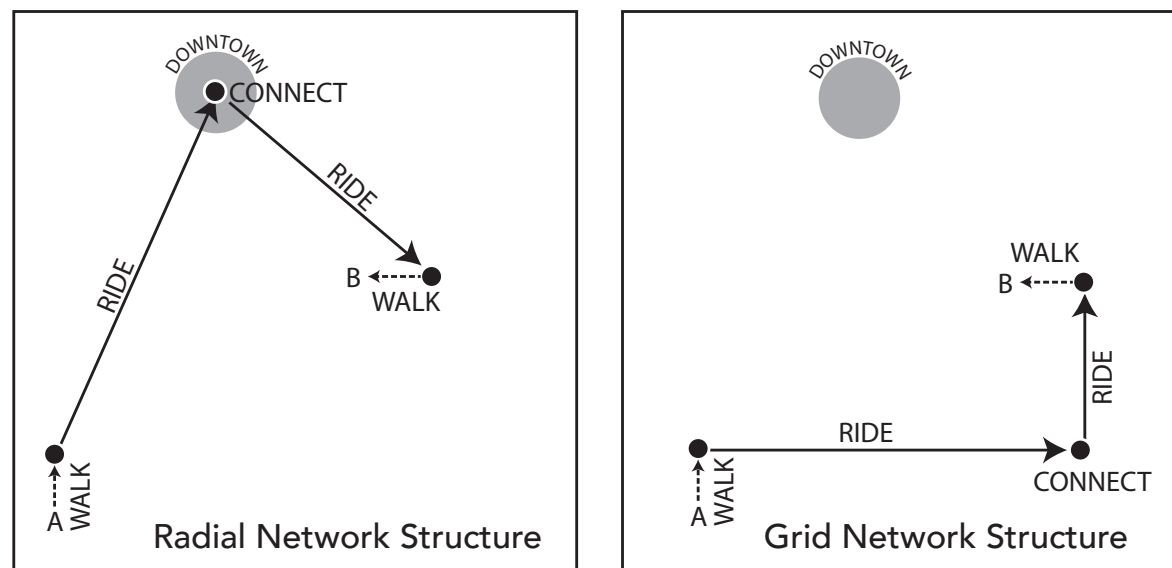 DOWNTOWN
CONNECT
RIDE
RIDE
B
WALK
A
WALK
Radial Network Structure
DOWNTOWN
WALK
B
RIDE
RIDE
CONNECT
A
WALK
Grid Network Structure